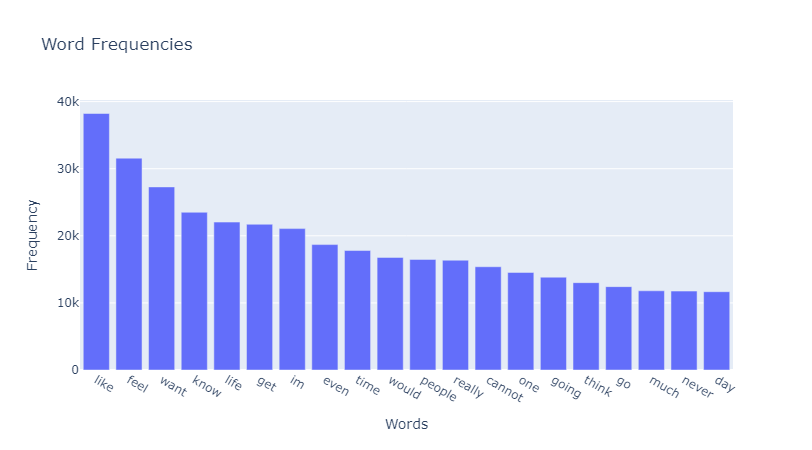 Word Frequencies
40k
30k
20k
10k
0
Frequency
like
feel
want
know
life
get
im
even
time
would
people
really
cannot
one
going
think
go
much
never
day
Words